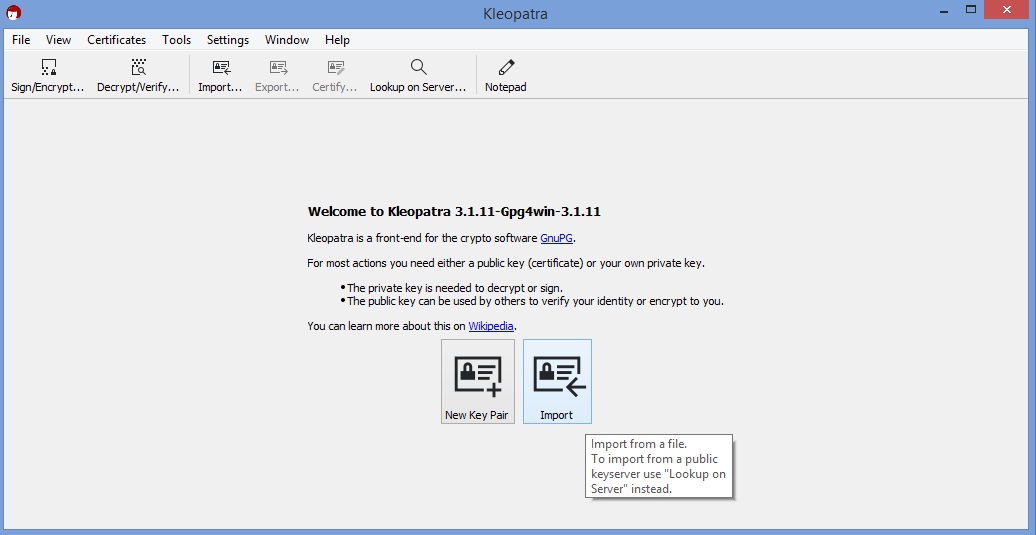 Kleopatra
File View Certificates Tools Settings Window Help
Sign/Encrypt... Decrypt/Verify... Import... Export... Certify... Lookup on Server... Notepad
Welcome to Kleopatra 3.1.11-Gpg4win-3.1.11
Kleopatra is a front-end for the crypto software GnuPG.
For most actions you need either a public key (certificate) or your own private key.
•The private key is needed to decrypt or sign.
•The public key can be used by others to verify your identity or encrypt to you.
You can learn more about this on Wikipedia.
New Key Pair Import
Import from a file.
To import from a public
keyserver use "Lookup on
Server" instead.